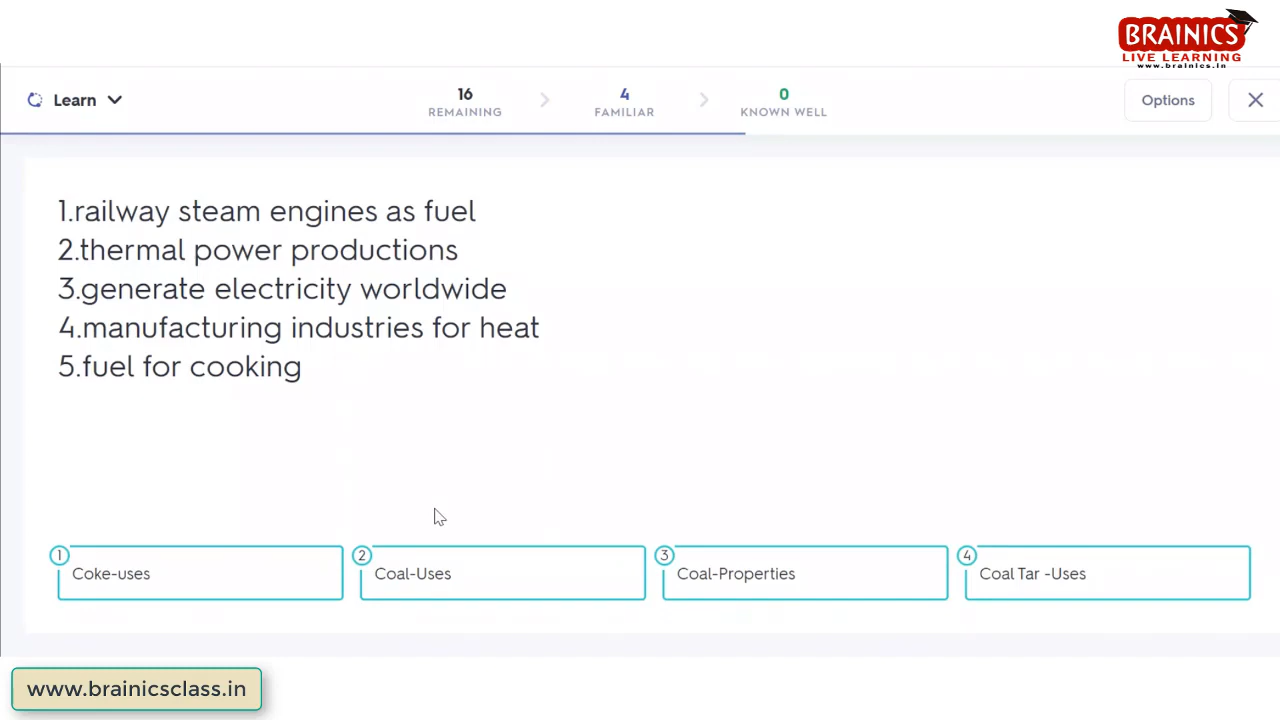 BRAINICS
LIVE LEARNING
www.brainics.in
Learn
16
REMAINING
4
FAMILIAR
0
KNOWN WELL
Options
1.railway steam engines as fuel
2.thermal power productions
3.generate electricity worldwide
4.manufacturing industries for heat
5.fuel for cooking
1 Coke-uses
2 Coal-Uses
3 Coal-Properties
4 Coal Tar -Uses
www.brainicsclass.in